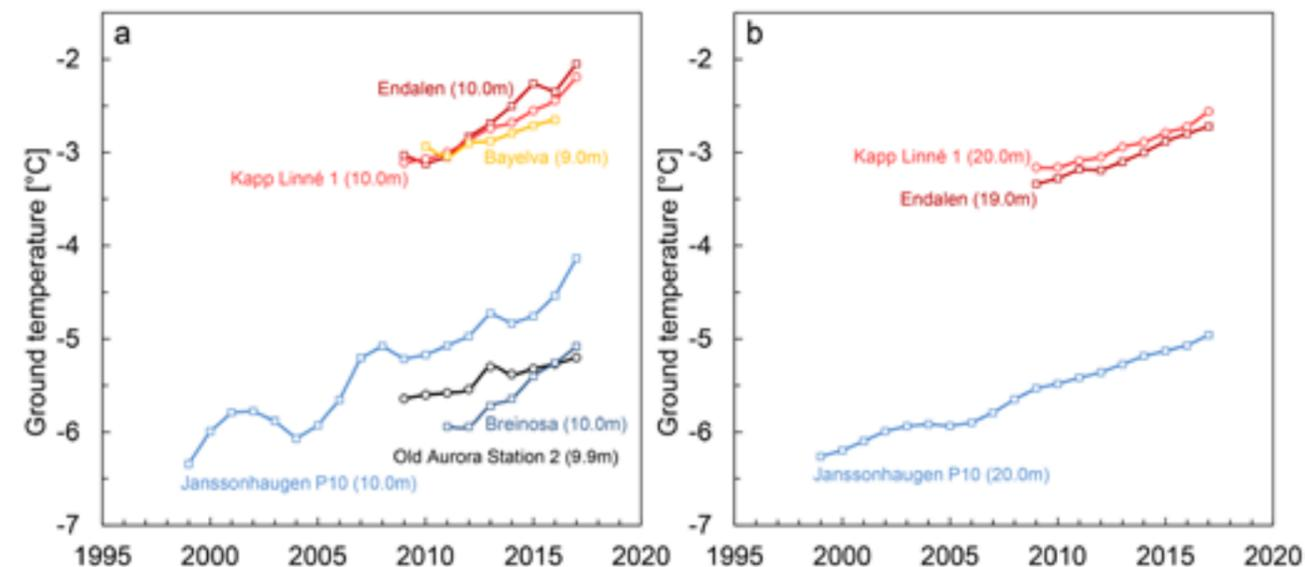 a
Ground temperature [°C]
-2
-3
-4
-5
-6
-7
Endalen (10.0m)
Bayelva (9.0m)
Kapp Linné 1 (10.0m)
Breinosa (10.0m)
Old Aurora Station 2 (9.9m)
Janssonhaugen P10 (10.0m)
1995 2000 2005 2010 2015 2020
b
Ground temperature [°C]
-2
-3
-4
-5
-6
-7
Kapp Linné 1 (20.0m)
Endalen (19.0m)
Janssonhaugen P10 (20.0m)
1995 2000 2005 2010 2015 2020